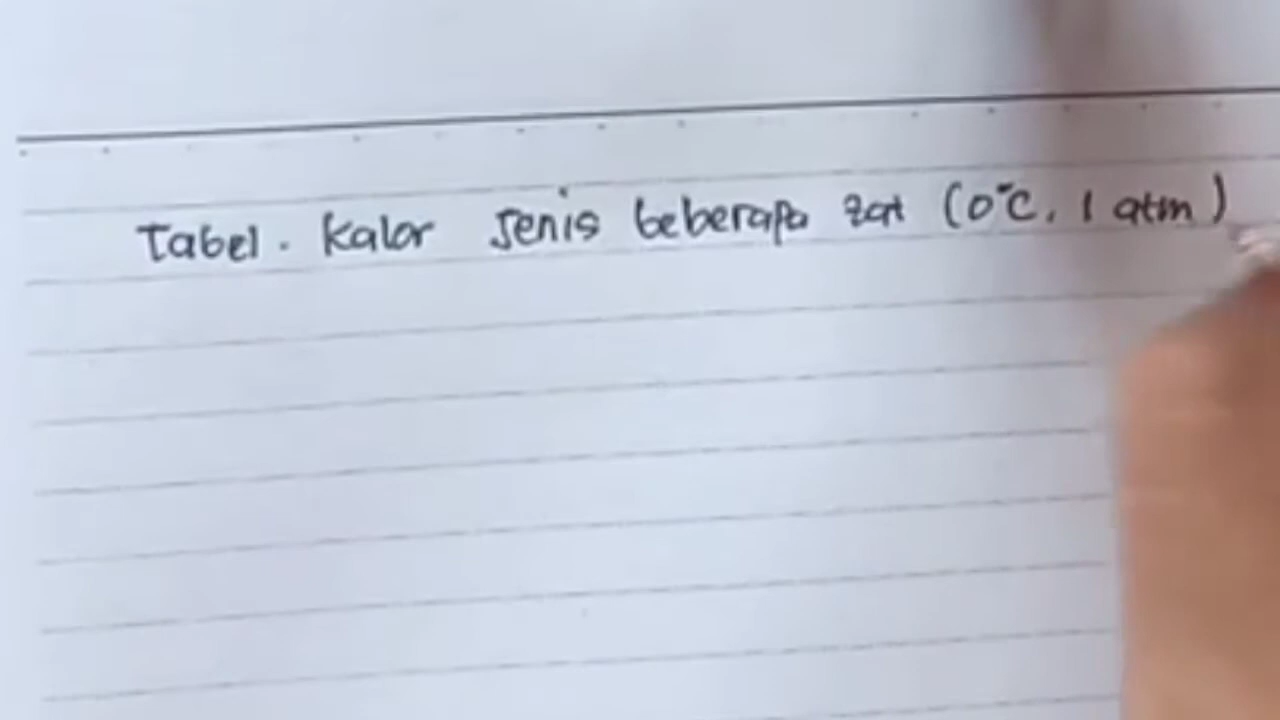 Tabel. Kalor Jenis beberapa zat (0°C, 1 atm)